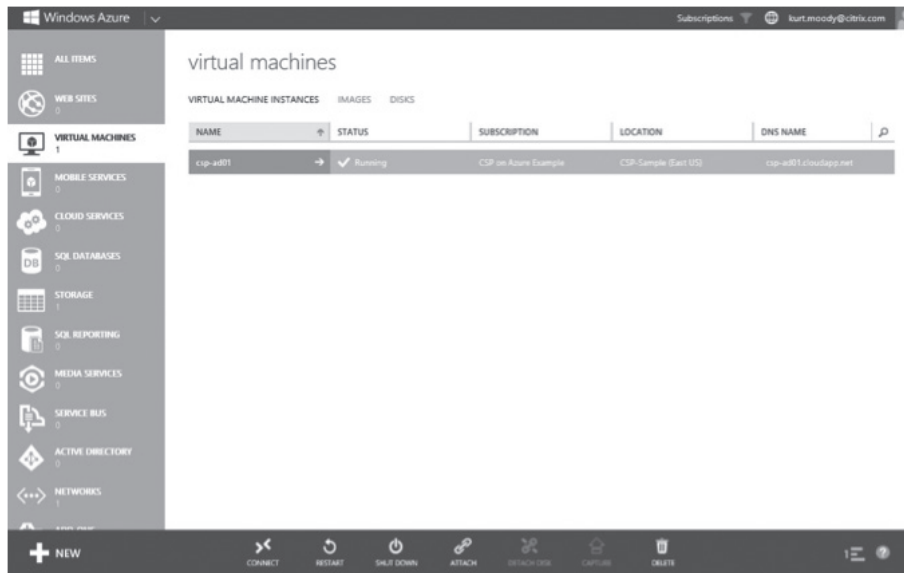 Windows Azure
Subscriptions kurt.moody@citrix.com
ALL ITEMS
WEB SITES
0
VIRTUAL MACHINES
1
MOBILE SERVICES
0
CLOUD SERVICES
0
DB SQL DATABASES
0
STORAGE
1
SQL REPORTING
0
MEDIA SERVICES
0
SERVICE BUS
0
ACTIVE DIRECTORY
0
NETWORKS
1
virtual machines
VIRTUAL MACHINE INSTANCES IMAGES DISKS
NAME STATUS SUBSCRIPTION LOCATION DNS NAME
csp-ad01 Running CSP on Azure Example CSP-Sample (East US) csp-ad01.cloudapp.net
NEW CONNECT RESTART SHUT DOWN ATTACH DETACH DISK CAPTURE DELETE 1 ?